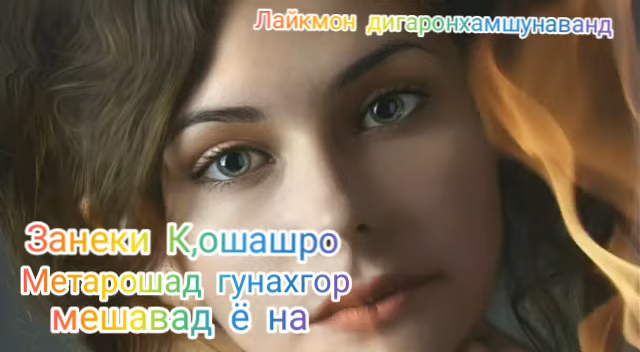 Лайкмон дигаронхамшунаванд
Занеки К,ошашро
Метарошад гунахгор
мешавад ё на